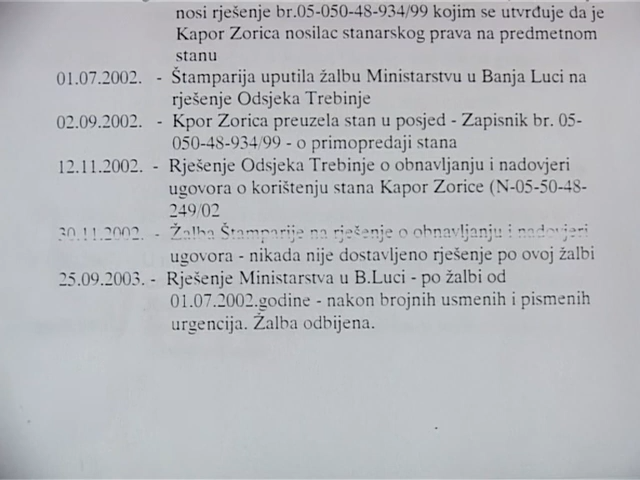 nosi rješenje br.05-050-48-934/99 kojim se utvrđuje da je
Kapor Zorica nosilac stanarskog prava na predmetnom
stanu
01.07.2002. - Štamparija uputila žalbu Ministarstvu u Banja Luci na
rješenje Odsjeka Trebinje
02.09.2002. - Kpor Zorica preuzela stan u posjed - Zapisnik br. 05-
050-48-934/99 - o primopredaji stana
12.11.2002. - Rješenje Odsjeka Trebinje o obnavljanju i nadovjeri
ugovora o korištenju stana Kapor Zorice (N-05-50-48-
249/02
30.11.2002. - Žalba Štamparije na rješenje o obnavljanju i nadovjeri
ugovora - nikada nije dostavljeno rješenje po ovoj žalbi
25.09.2003. - Rješenje Ministarstva u B.Luci - po žalbi od
01.07.2002.godine - nakon brojnih usmenih i pismenih
urgencija. Žalba odbijena.